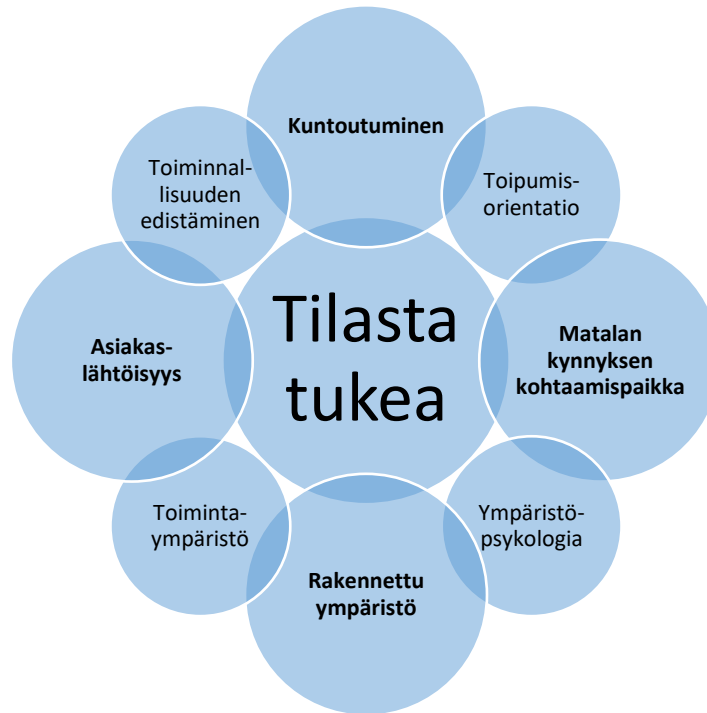 Kuntoutuminen
Toiminnal-
lisuuden
edistäminen
Toipumis-
orientatio
Tilasta
tukea
Asiakas-
lähtöisyys
Matalan
kynnyksen
kohtaamispaikka
Toiminta-
ympäristö
Ympäristö-
psykologia
Rakennettu
ympäristö